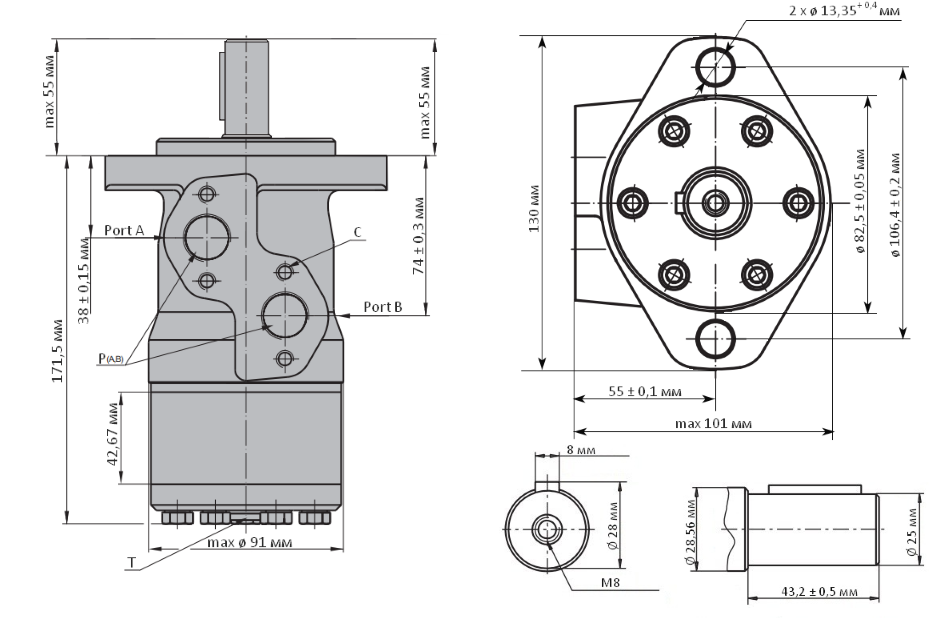 2 x ø 13,35⁺⁰,⁴ мм
max 55 мм
max 55 мм
130 мм
ø 82,5 ± 0,05 мм
ø 106,4 ± 0,2 мм
Port A
C
38 ± 0,15 мм
74 ± 0,3 мм
Port B
171,5 мм
P(A,B)
55 ± 0,1 мм
max 101 мм
42,67 мм
8 мм
max ø 91 мм
T
Ø 28 мм
M8
Ø 28,56 мм
Ø 25 мм
43,2 ± 0,5 мм